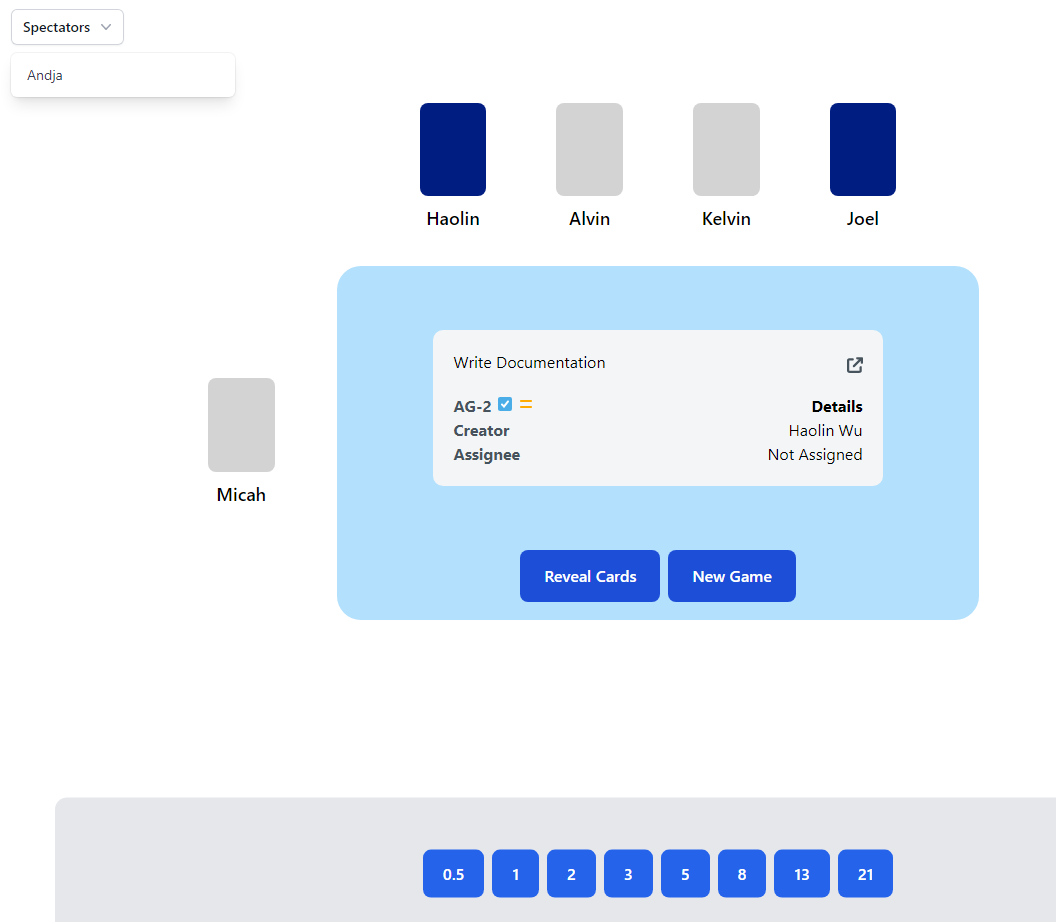 Spectators
Andja
Haolin Alvin Kelvin Joel
Write Documentation
AG-2 Details
Creator Haolin Wu
Assignee Not Assigned
Micah
Reveal Cards New Game
0.5 1 2 3 5 8 13 21